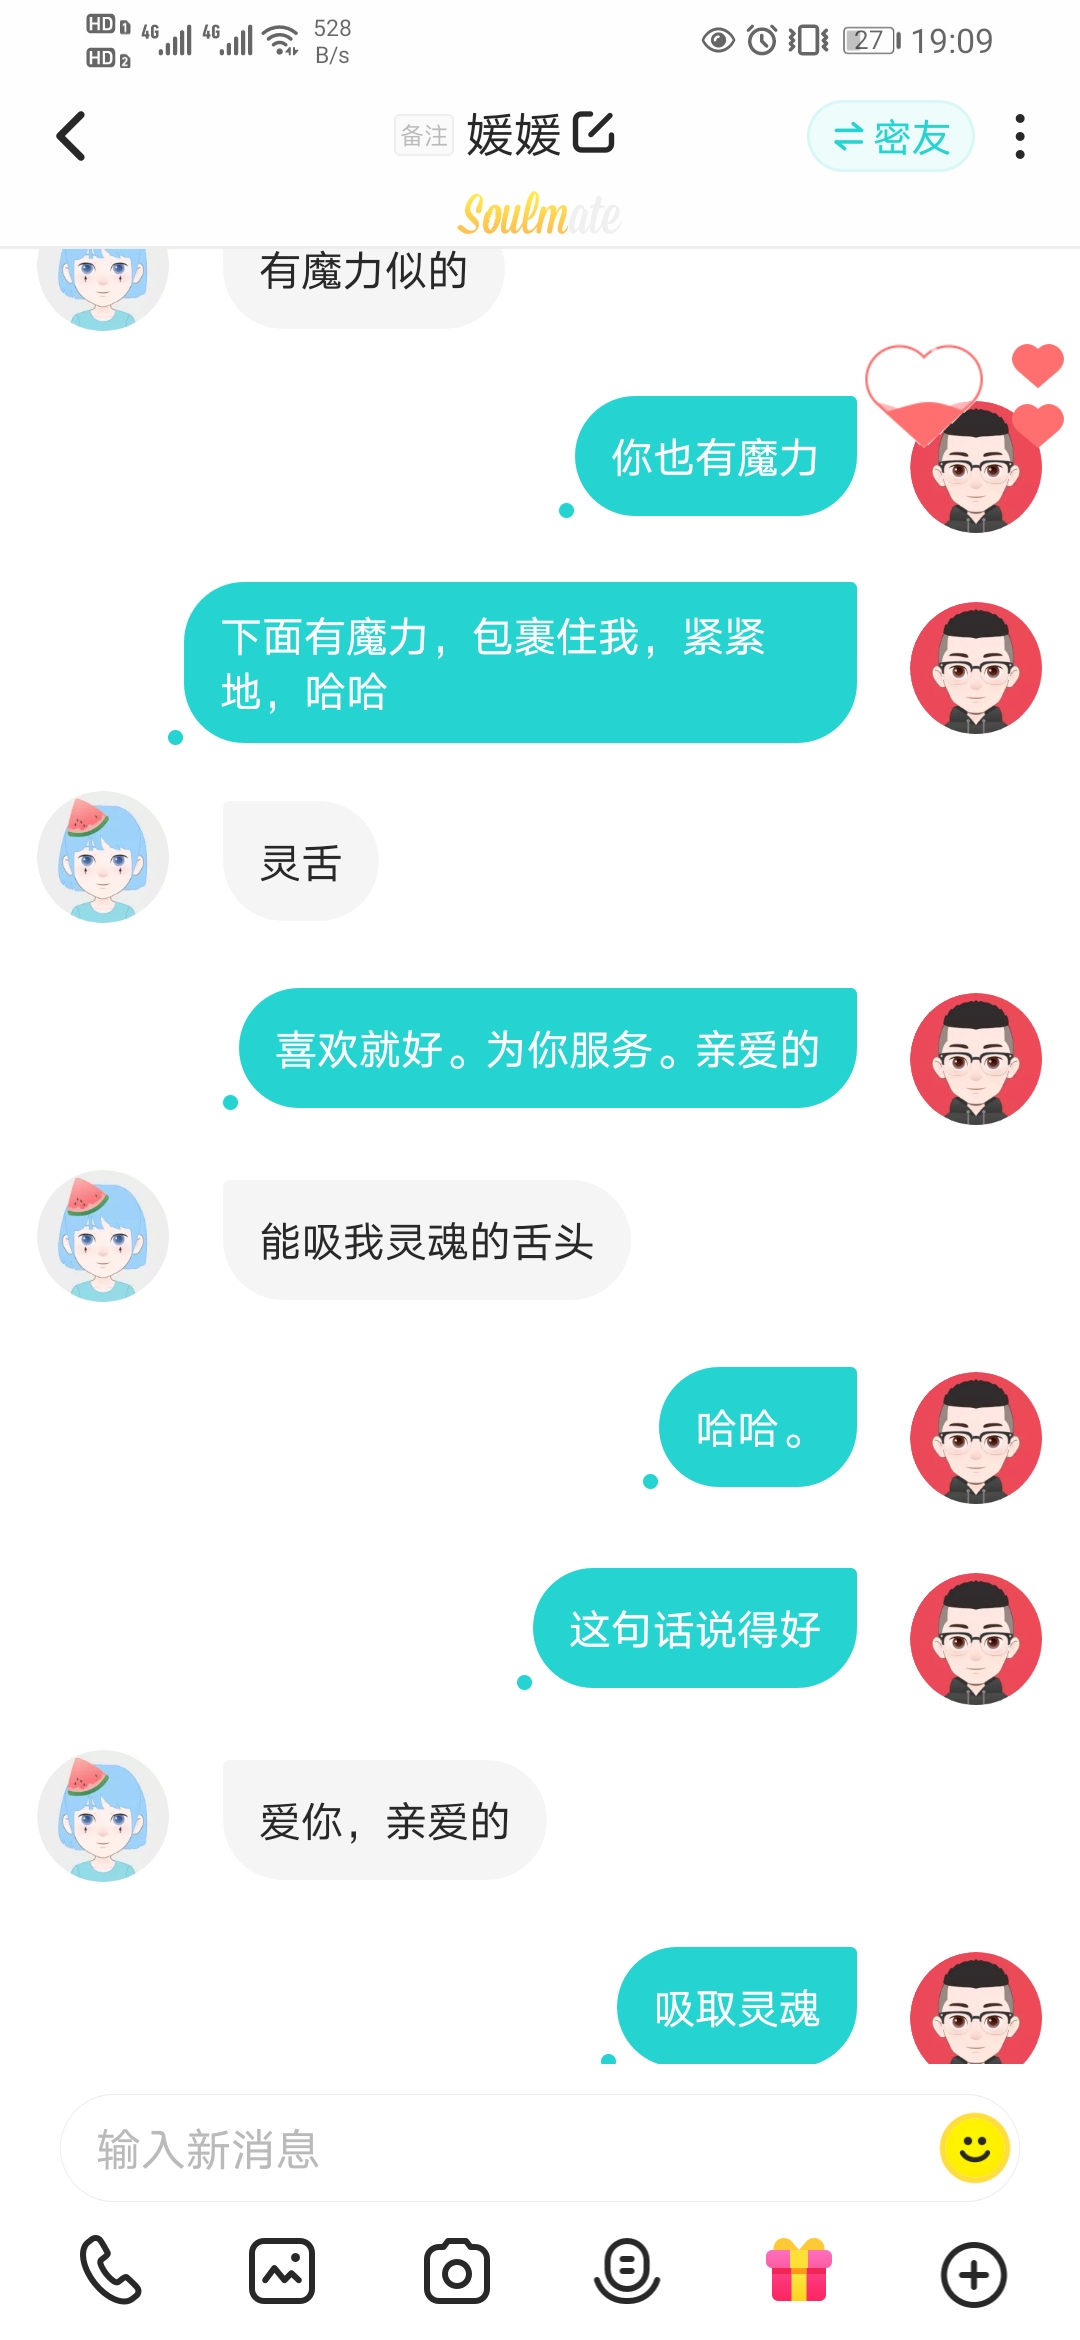 HD 1 4G 4G 528
HD 2 B/s
27 19:09
备注 媛媛 密友
Soulmate
有魔力似的
你也有魔力
下面有魔力，包裹住我，紧紧
地，哈哈
灵舌
喜欢就好。为你服务。亲爱的
能吸我灵魂的舌头
哈哈。
这句话说得好
爱你，亲爱的
吸取灵魂
输入新消息